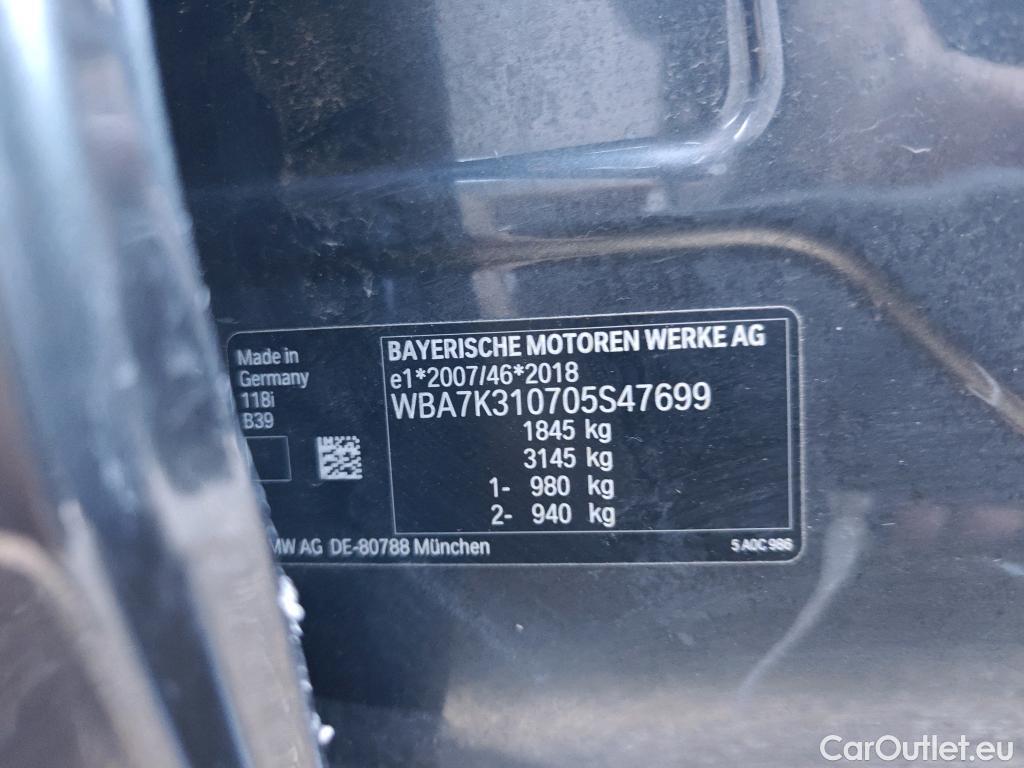 BAYERISCHE MOTOREN WERKE AG
e1*2007/46*2018
WBA7K310705S47699
1845 kg
3145 kg
1- 980 kg
2- 940 kg
Made in
Germany
118i
B39
MW AG DE-80788 München
5 A0C 986
CarOutlet.eu